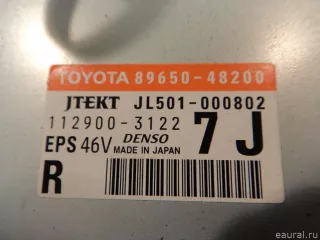 TOYOTA 89650-48200
JTEKT JL501-000802
112900-3122 7J
EPS 46V DENSO MADE IN JAPAN
R
© eaural.ru